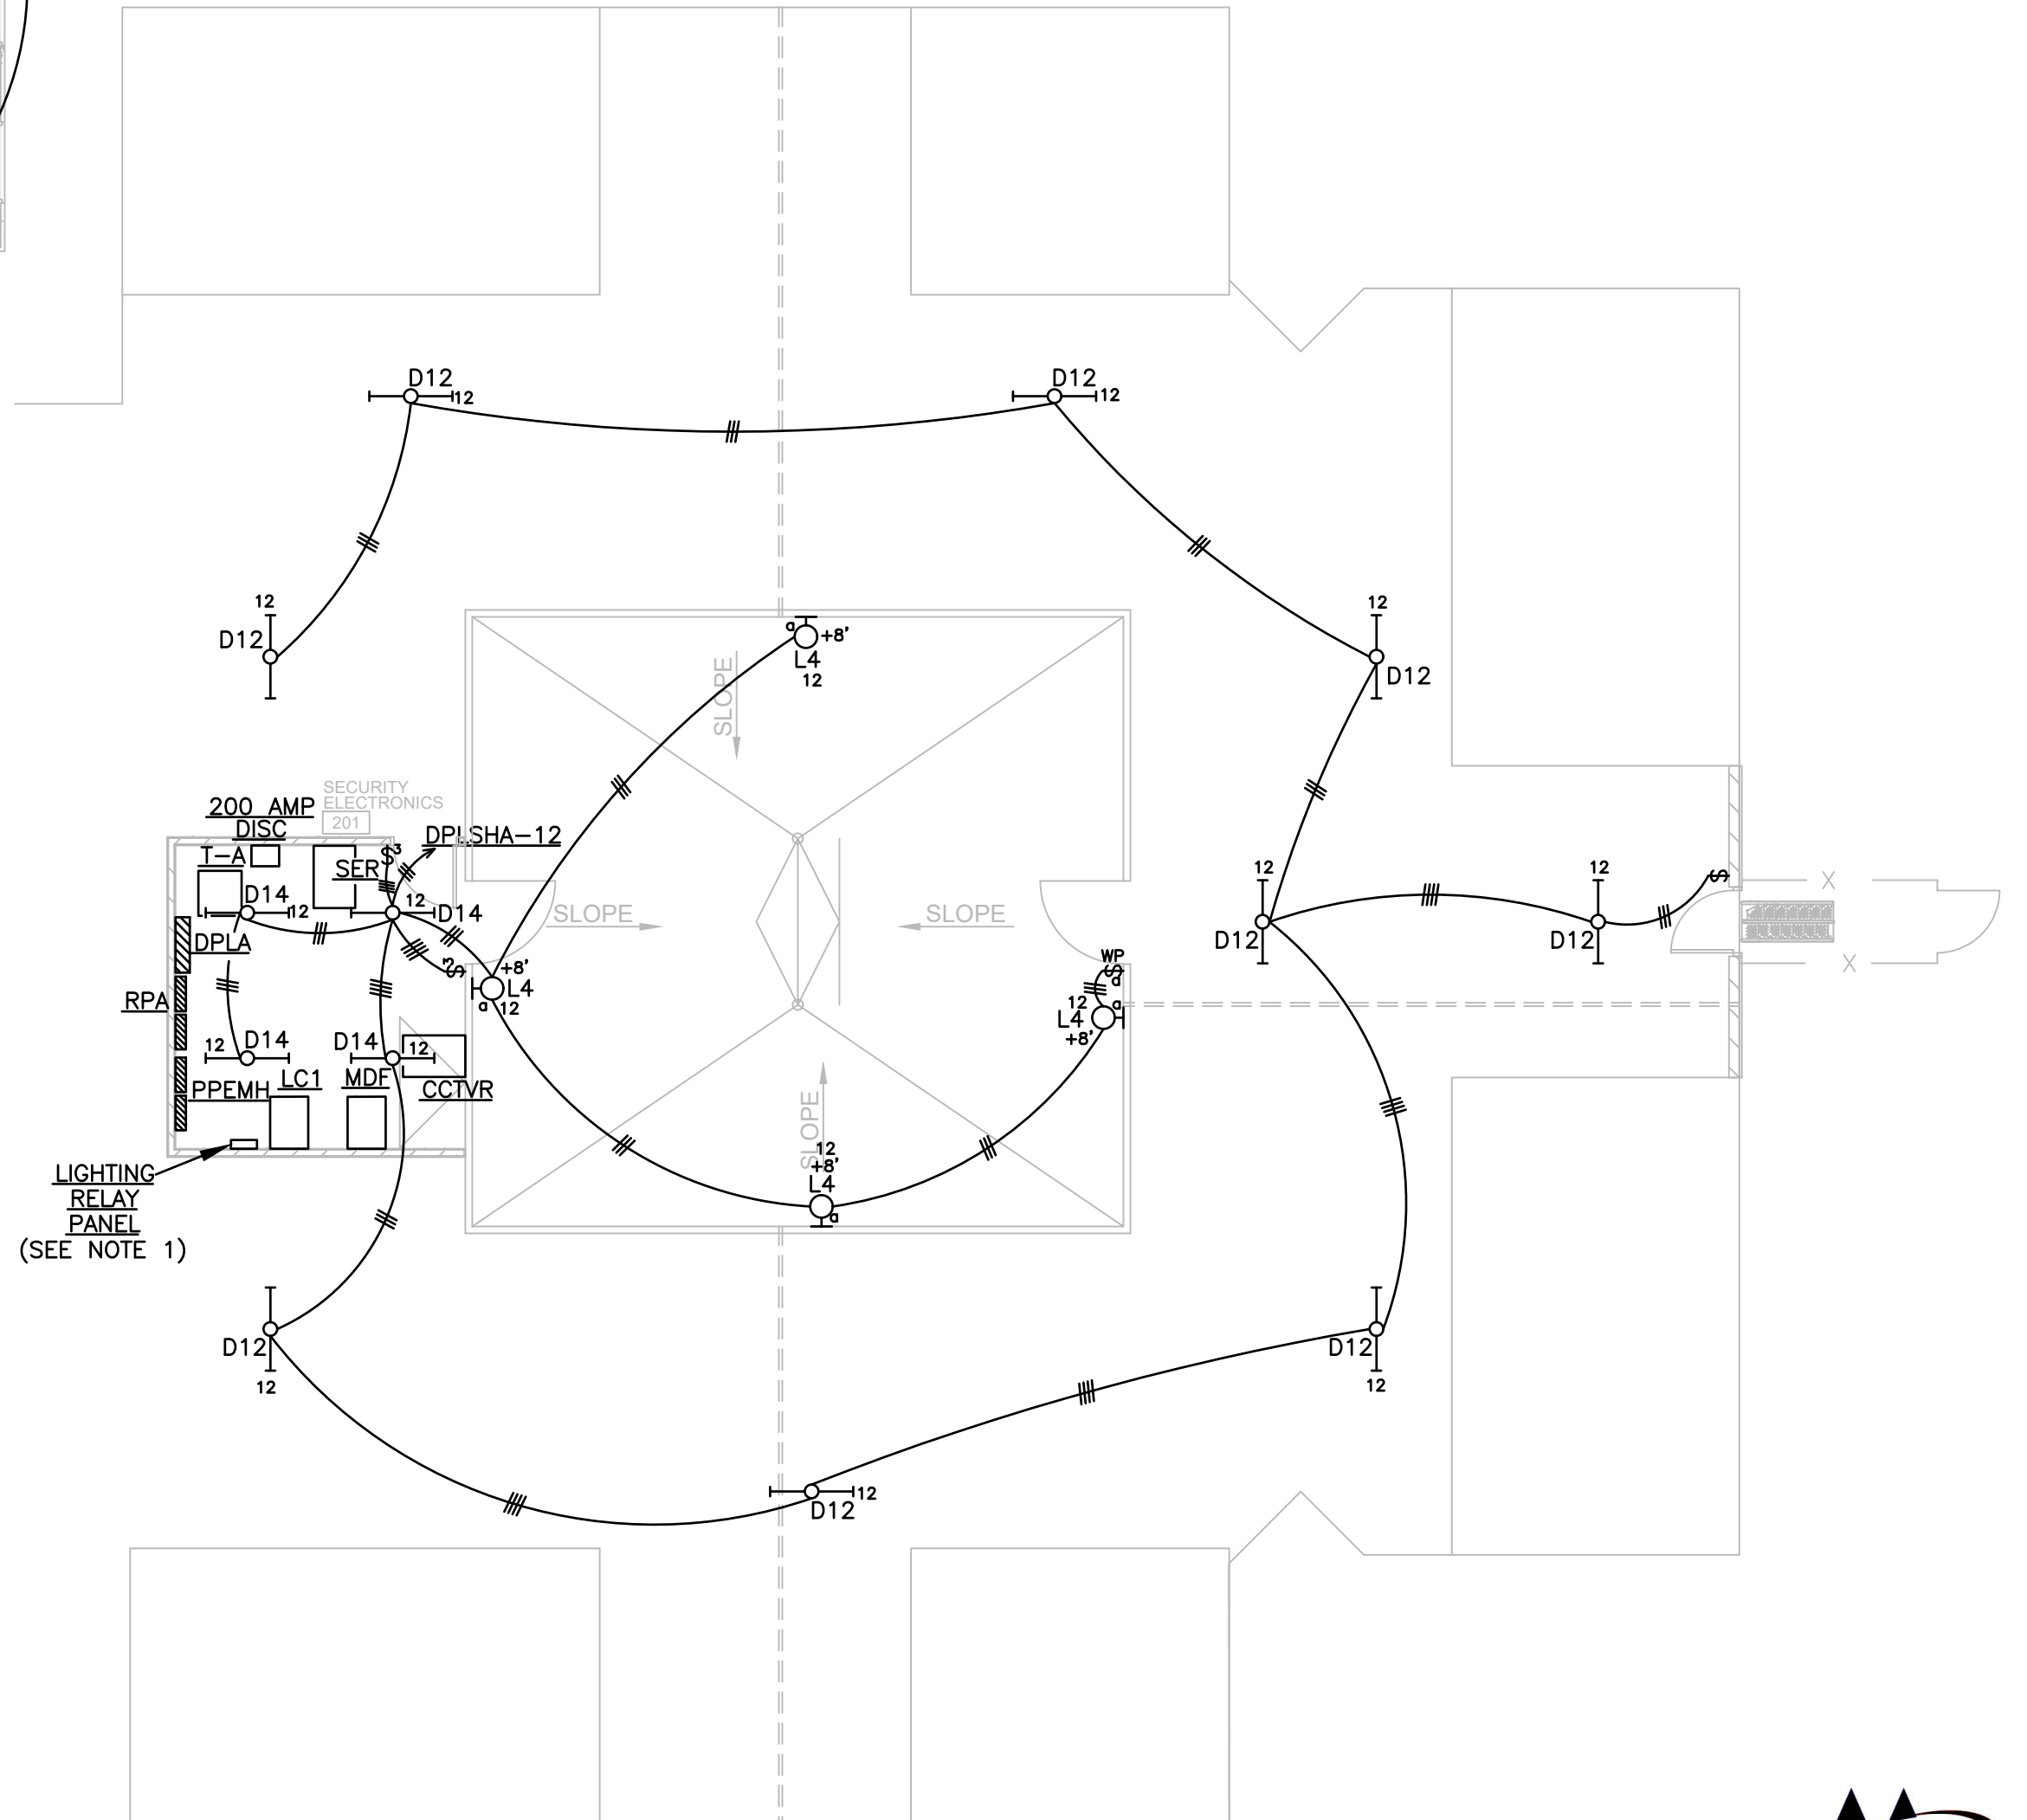 D12
12
D12
12
12
D12
12
D12
a
+8'
L4
12
SLOPE
SECURITY
ELECTRONICS
201
200 AMP
DISC
DPLSHA-12
T-A
SER
$3
D14
12
12
D14
DPLA
SLOPE
SLOPE
$3
+8'
L4
a
12
12
D12
12
D12
$
X
X
WP
$
a
12
a
L4
+8'
RPA
12
D14
D14
12
LC1
MDF
CCTVR
PPEMH
SLOPE
12
+8'
L4
a
LIGHTING
RELAY
PANEL
(SEE NOTE 1)
D12
12
D12
12
12
D12